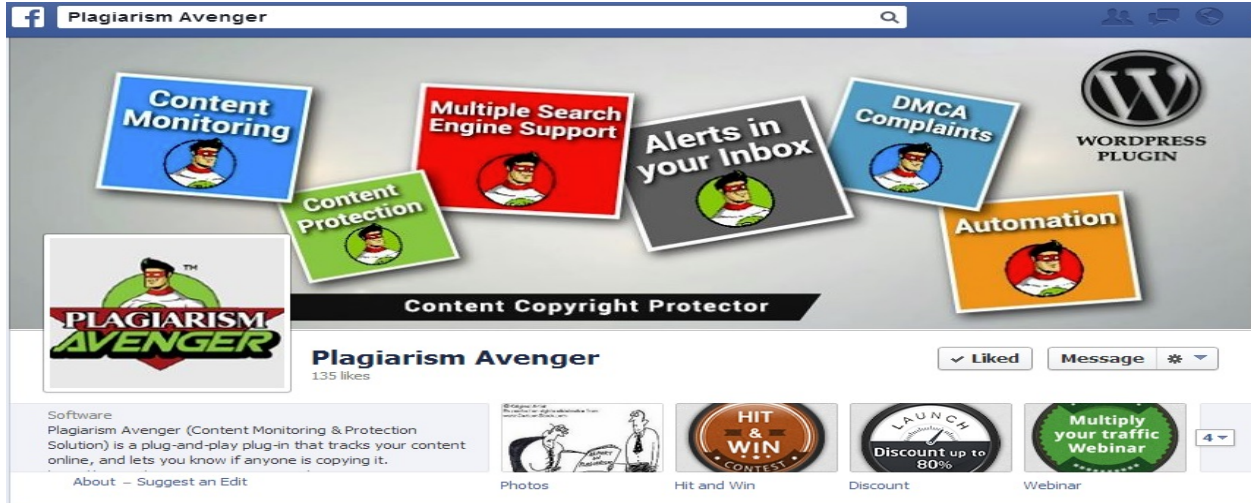 f Plagiarism Avenger
Content
Monitoring
Content
Protection
Multiple Search
Engine Support
Alerts in
your Inbox
DMCA
Complaints
Automation
WORDPRESS
PLUGIN
Content Copyright Protector
TM
PLAGIARISM
AVENGER
Plagiarism Avenger
135 likes
Liked
Message
Software
Plagiarism Avenger (Content Monitoring & Protection
Solution) is a plug-and-play plug-in that tracks your content
online, and lets you know if anyone is copying it.
About – Suggest an Edit
HIT
&
WIN
CONTEST
LAUNCH
Discount up to
80%
Multiply
your traffic
Webinar
4
Photos
Hit and Win
Discount
Webinar